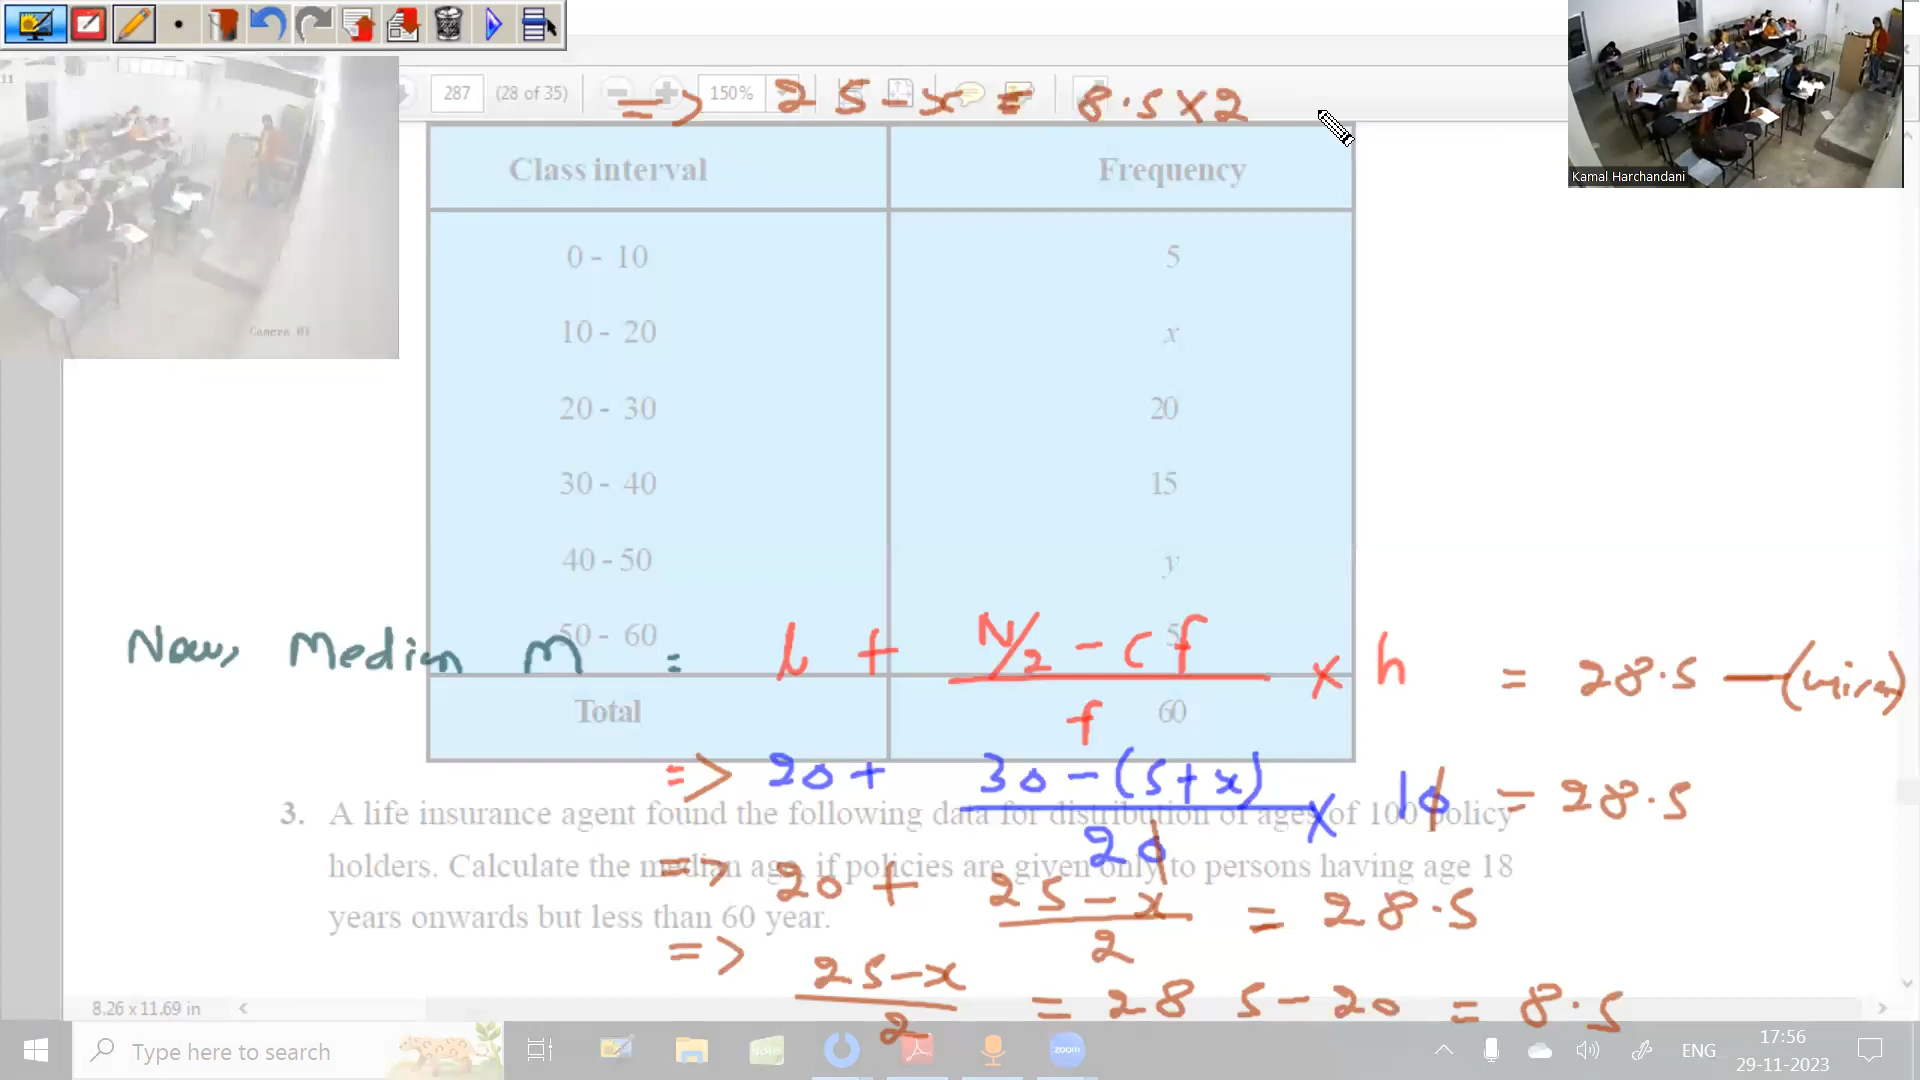 11
287 (28 of 35) 150%
=> 25-x = 8.5×2
Kamal Harchandani
Class interval Frequency
0 - 10 5
10 - 20 x
20 - 30 20
Camera 01
30 - 40 15
40 - 50 y
50 - 60 5
Now, Median m = l + N/2 - cf / f × h = 28.5 —
Total 60
=> 20 + 30-(5+x) / 20 × 10 = 28.5
3. A life insurance agent found the following data for distribution of ages of 100 policy
holders. Calculate the median age, if policies are given only to persons having age 18
years onwards but less than 60 year.
=> 20 + 25-x / 2 = 28.5
=> 25-x / 2 = 28 5-20 = 8.5
8.26 x 11.69 in
Type here to search
zoom
ENG
17:56
29-11-2023